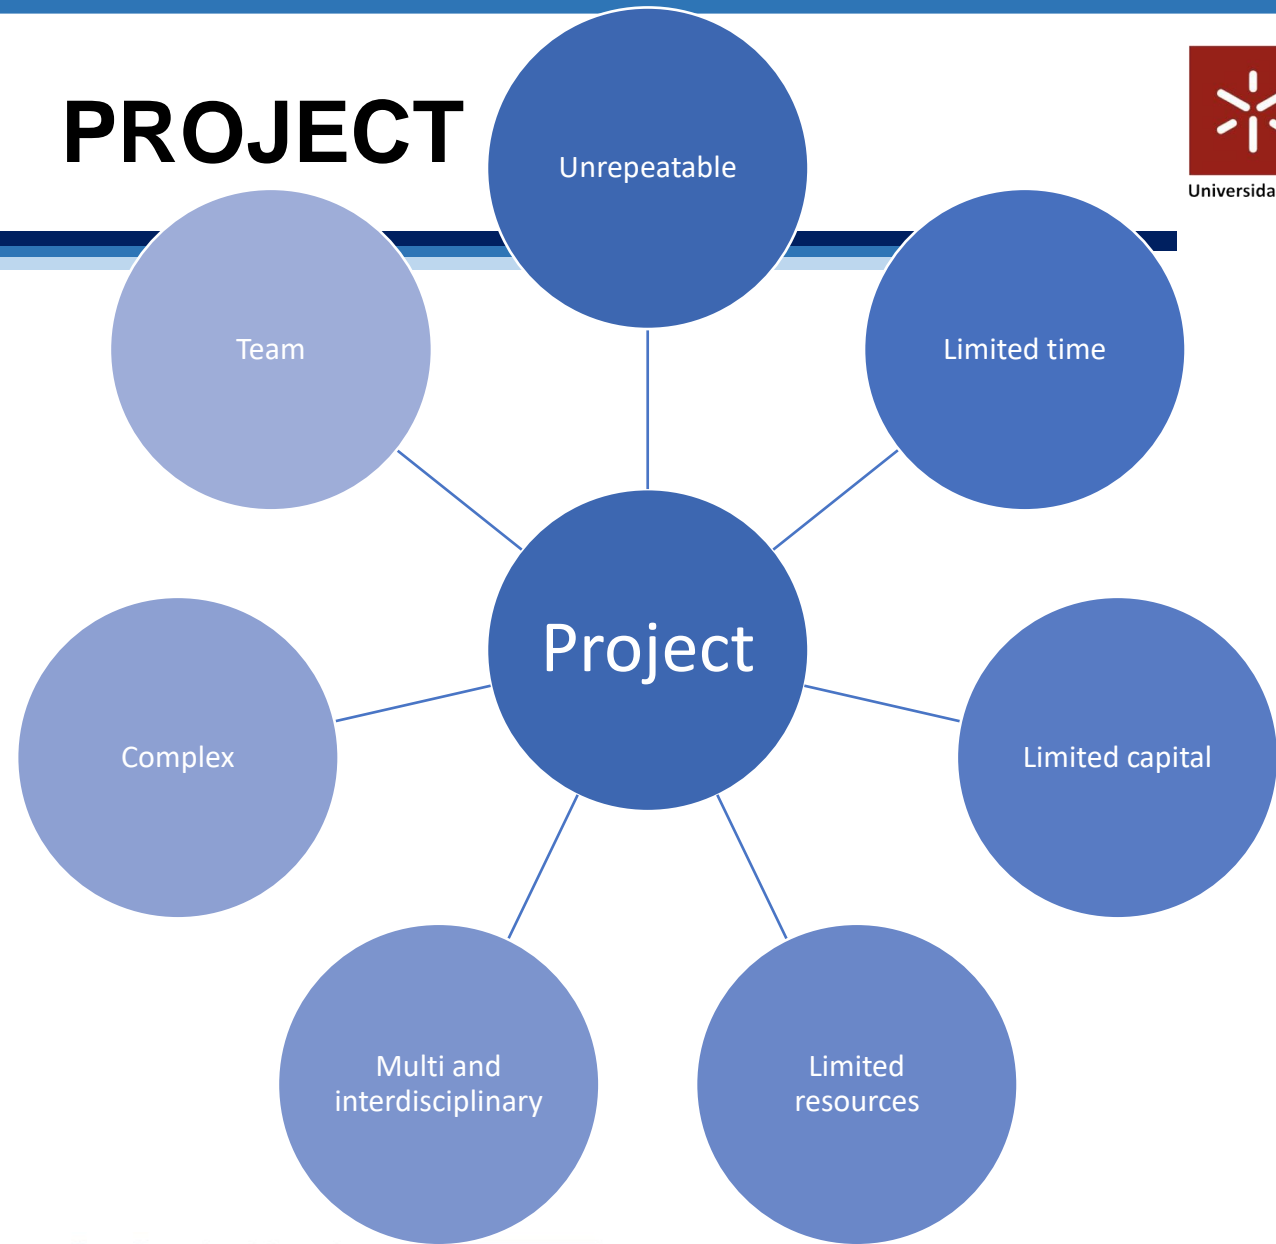 PROJECT
Universida
Unrepeatable
Team
Limited time
Project
Complex
Limited capital
Multi and
interdisciplinary
Limited
resources